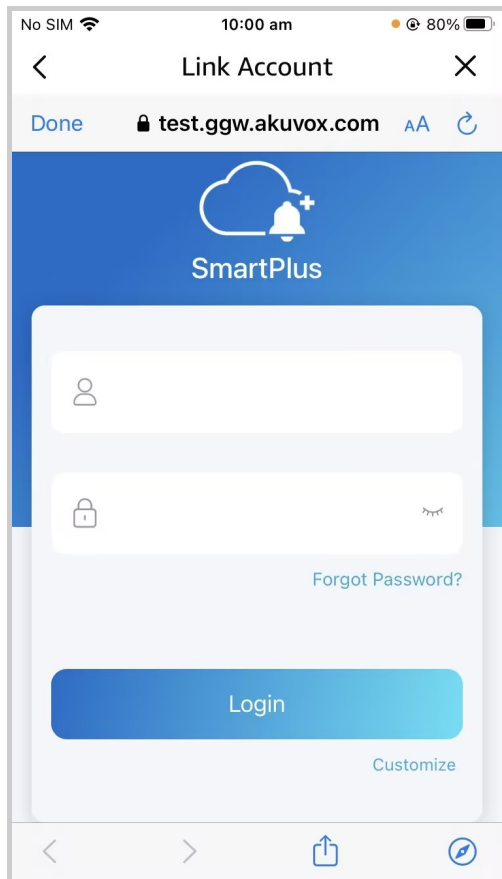 No SIM 10:00 am 80%
Link Account
Done test.ggw.akuvox.com AA
SmartPlus
Forgot Password?
Login
Customize